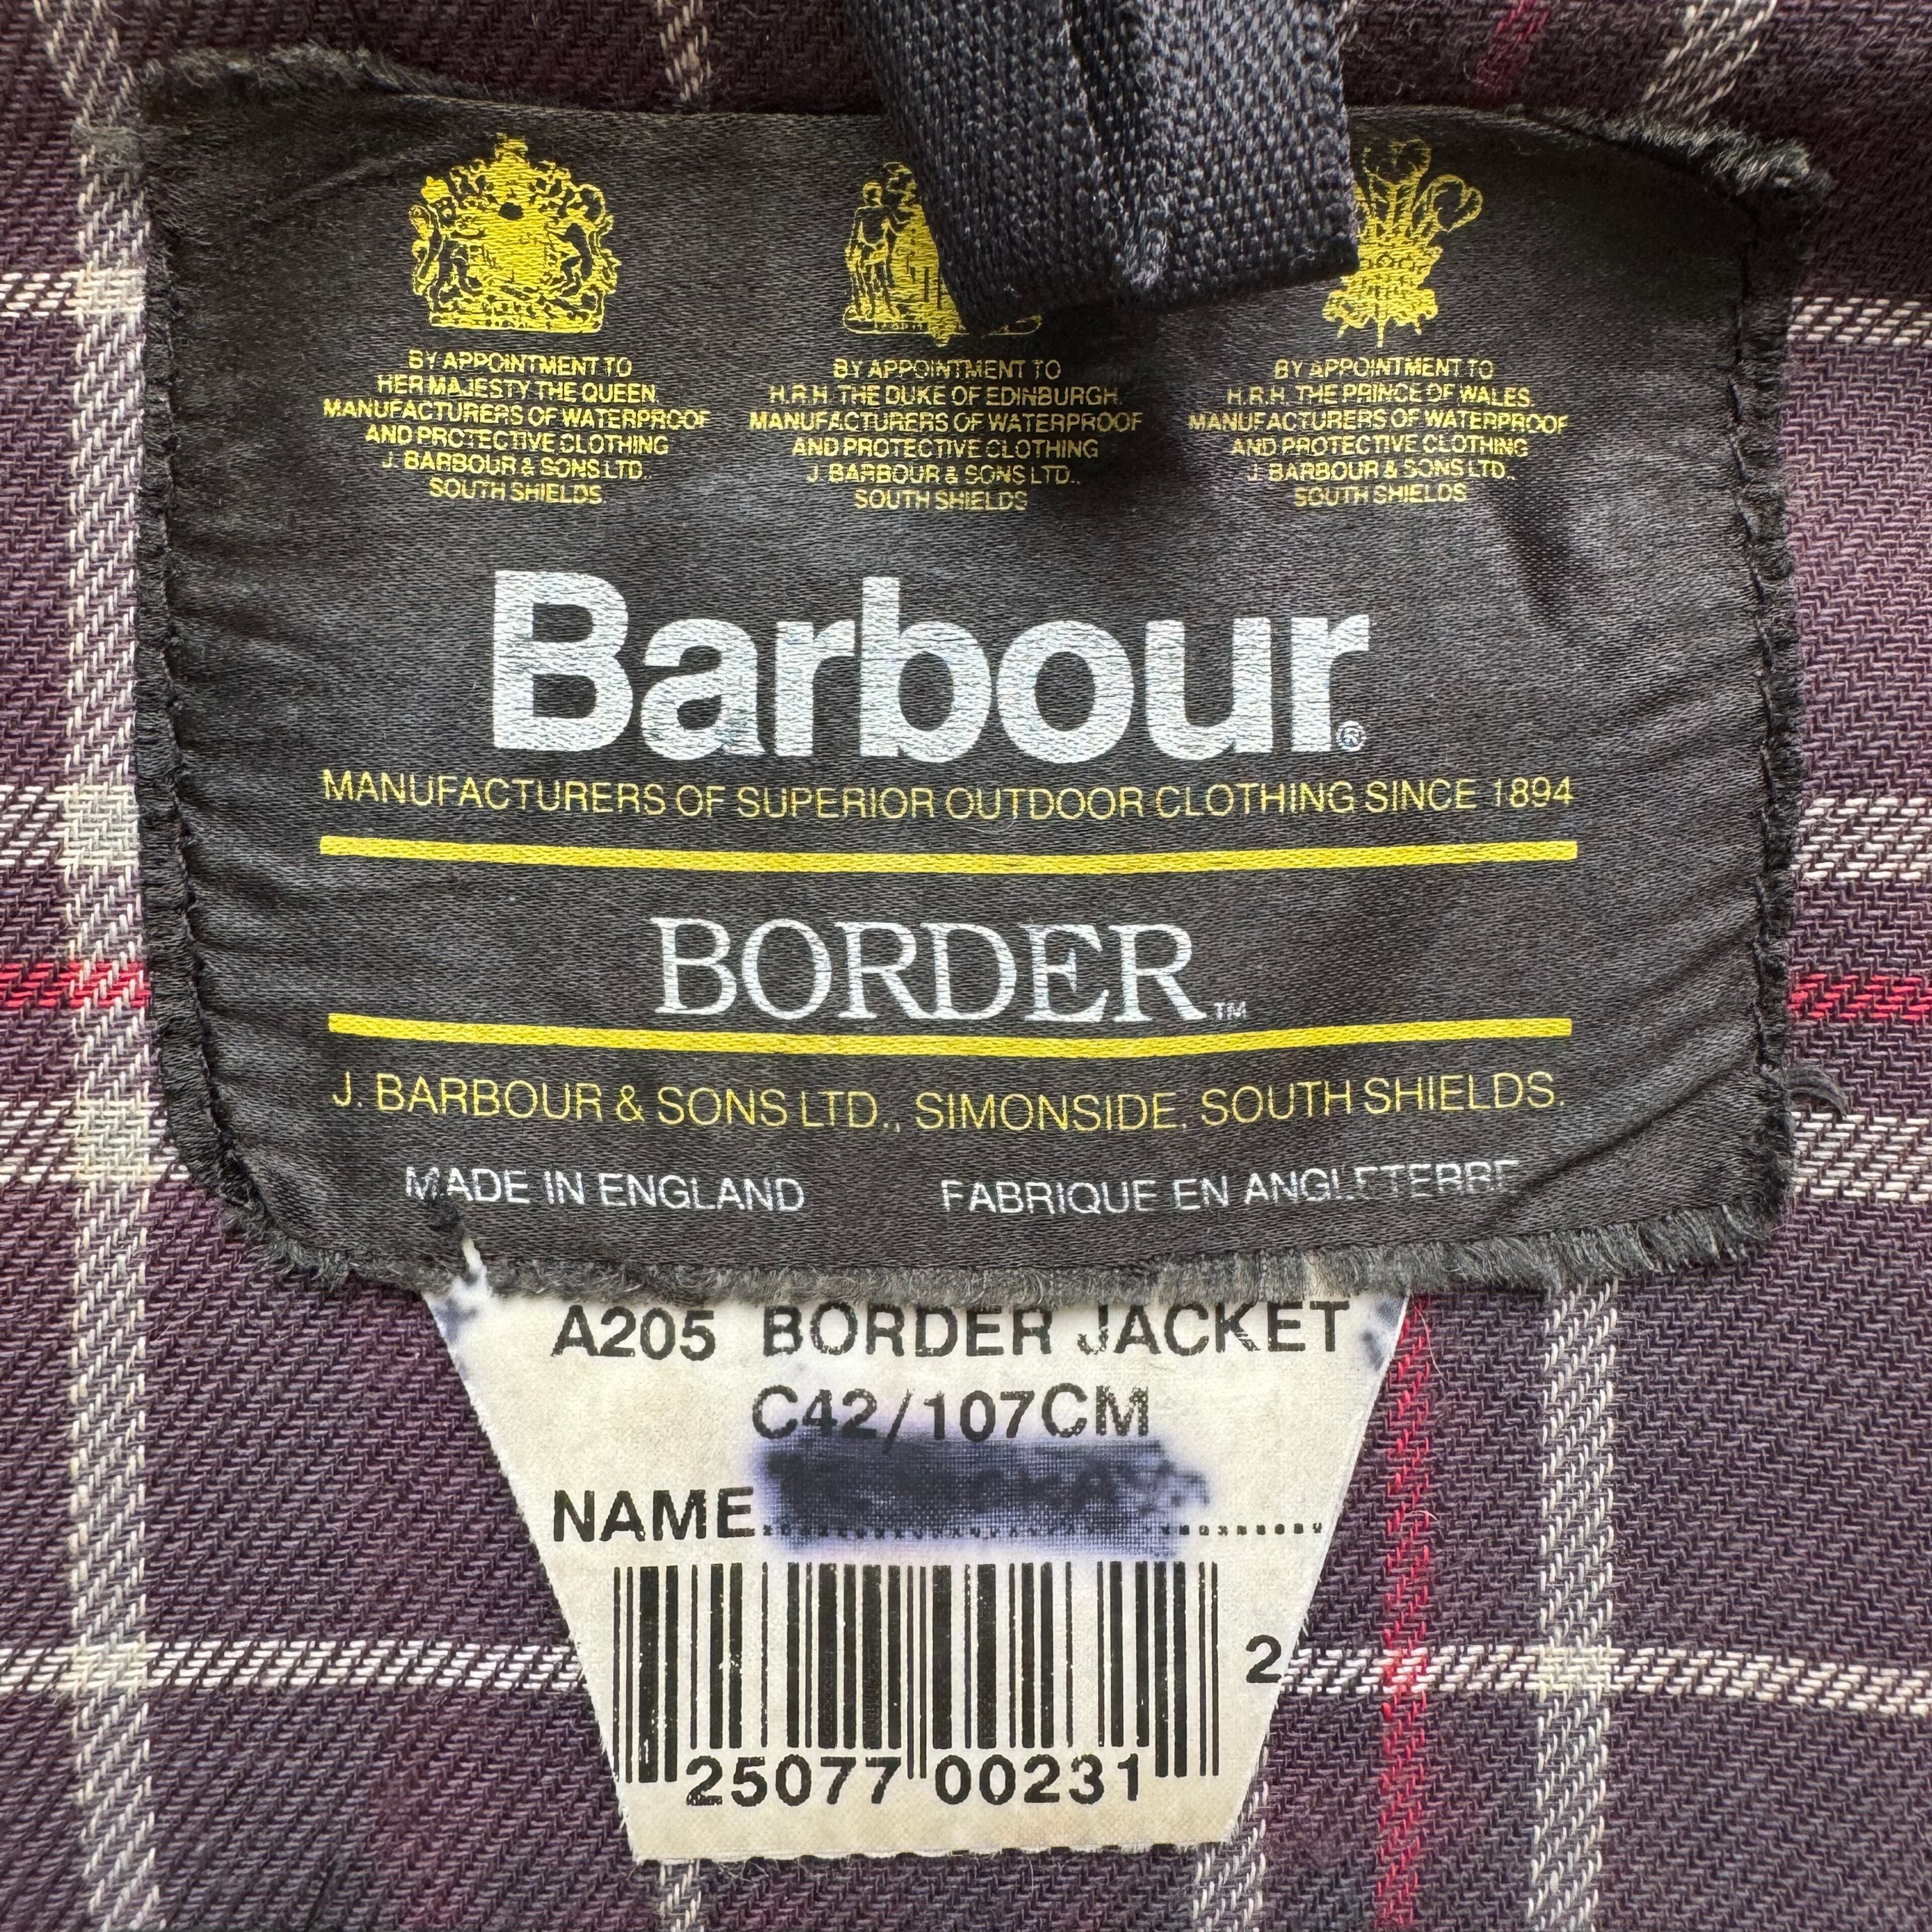 BY APPOINTMENT TO
HER MAJESTY THE QUEEN.
MANUFACTURERS OF WATERPROOF
AND PROTECTIVE CLOTHING
J. BARBOUR & SONS LTD.,
SOUTH SHIELDS
BY APPOINTMENT TO
H.R.H. THE DUKE OF EDINBURGH.
MANUFACTURERS OF WATERPROOF
AND PROTECTIVE CLOTHING
J. BARBOUR & SONS LTD.,
SOUTH SHIELDS
BY APPOINTMENT TO
H.R.H. THE PRINCE OF WALES.
MANUFACTURERS OF WATERPROOF
AND PROTECTIVE CLOTHING
J. BARBOUR & SONS LTD.,
SOUTH SHIELDS
Barbour®
MANUFACTURERS OF SUPERIOR OUTDOOR CLOTHING SINCE 1894
BORDER™
J. BARBOUR & SONS LTD., SIMONSIDE, SOUTH SHIELDS.
MADE IN ENGLAND FABRIQUE EN ANGLETERRE
A205 BORDER JACKET
C42/107CM
NAME
2
25077 00231